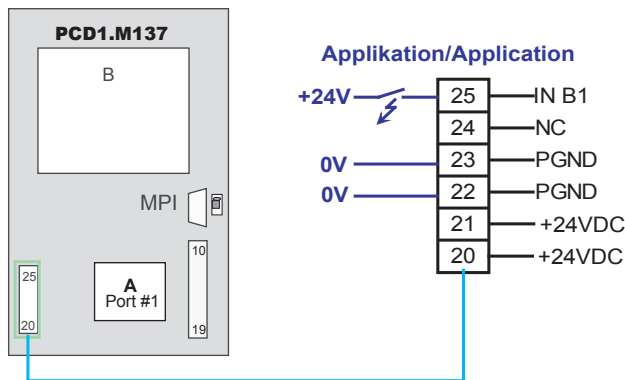 PCD1.M137
B
MPI
10
19
25
20
A
Port #1
Applikation/Application
+24V 25 IN B1
24 NC
0V 23 PGND
0V 22 PGND
21 +24VDC
20 +24VDC